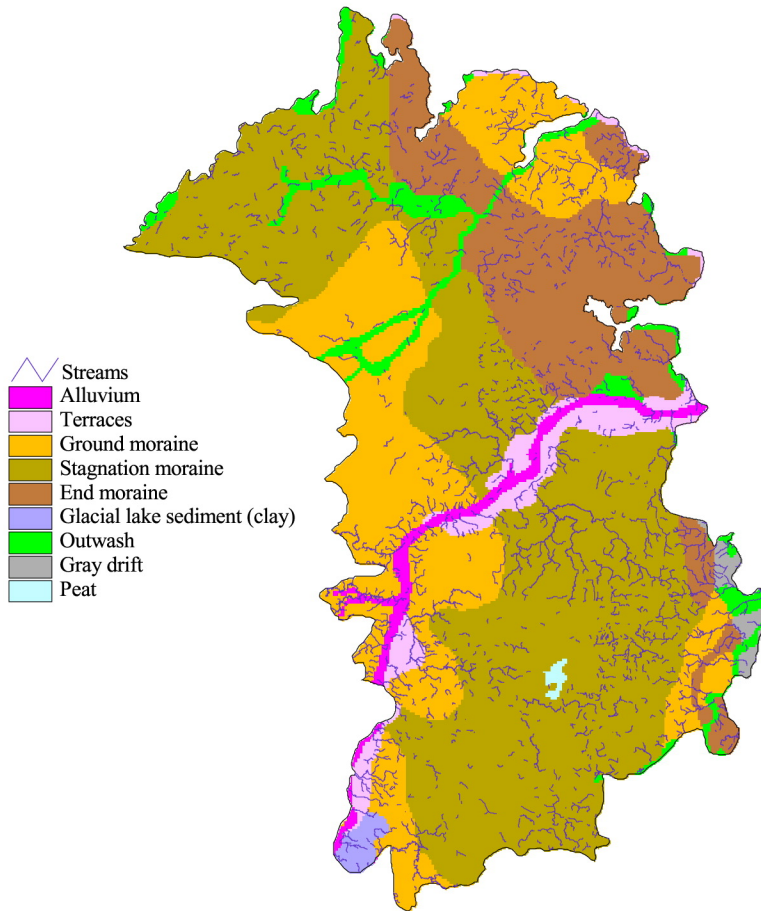 Streams
Alluvium
Terraces
Ground moraine
Stagnation moraine
End moraine
Glacial lake sediment (clay)
Outwash
Gray drift
Peat